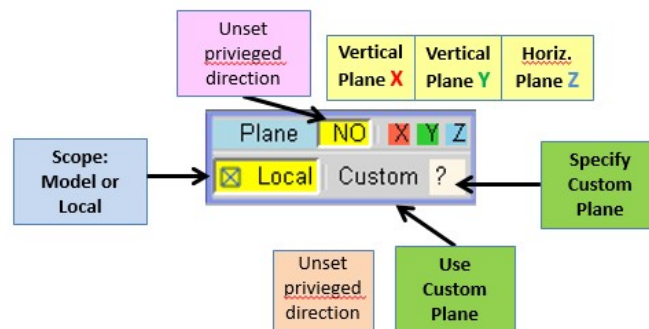 Unset
privieged
direction
Vertical
Plane X
Vertical
Plane Y
Horiz.
Plane Z
Plane NO X Y Z
Scope:
Model or
Local
Local Custom ?
Specify
Custom
Plane
Unset
privieged
direction
Use
Custom
Plane